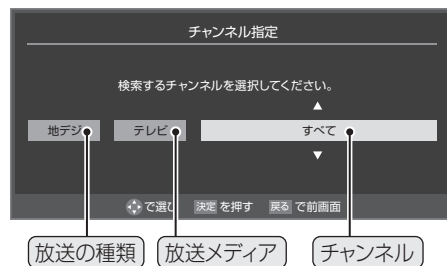 チャンネル指定
検索するチャンネルを選択してください。
地デジ テレビ すべて
で選び 決定 を押す 戻る で前画面
放送の種類 放送メディア チャンネル